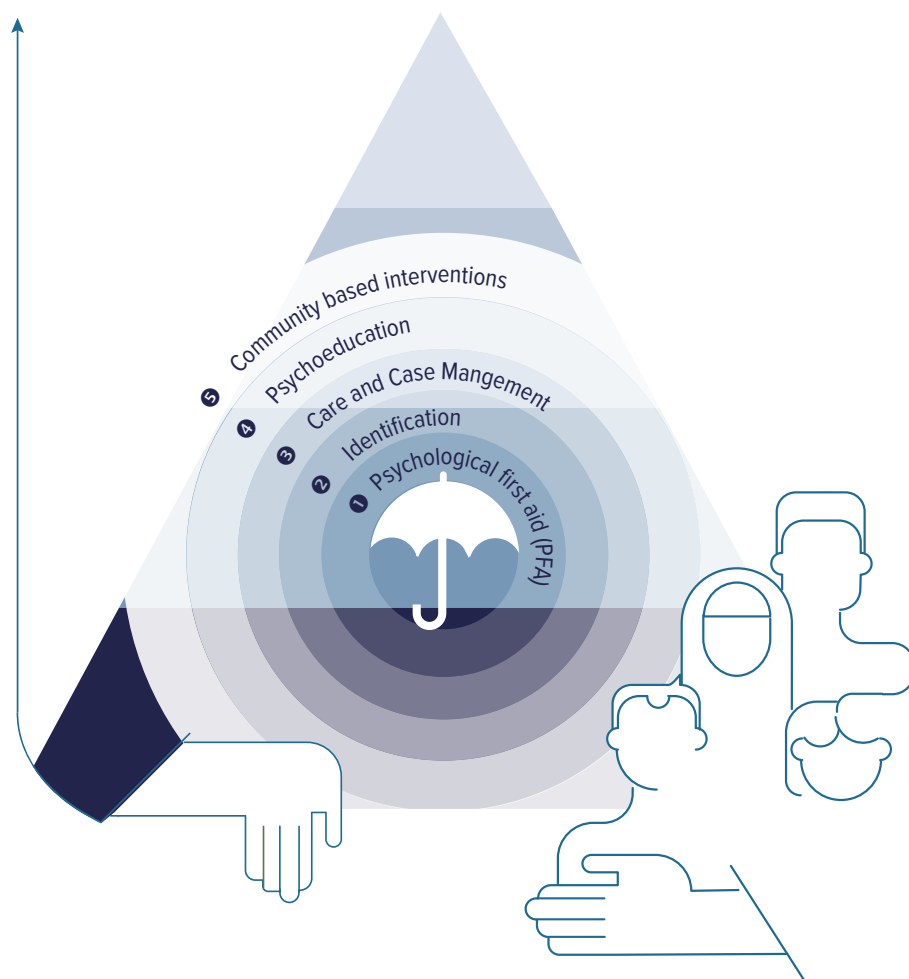 5 Community based interventions
4 Psychoeducation
3 Care and Case Mangement
2 Identification
1 Psychological first aid (PFA)